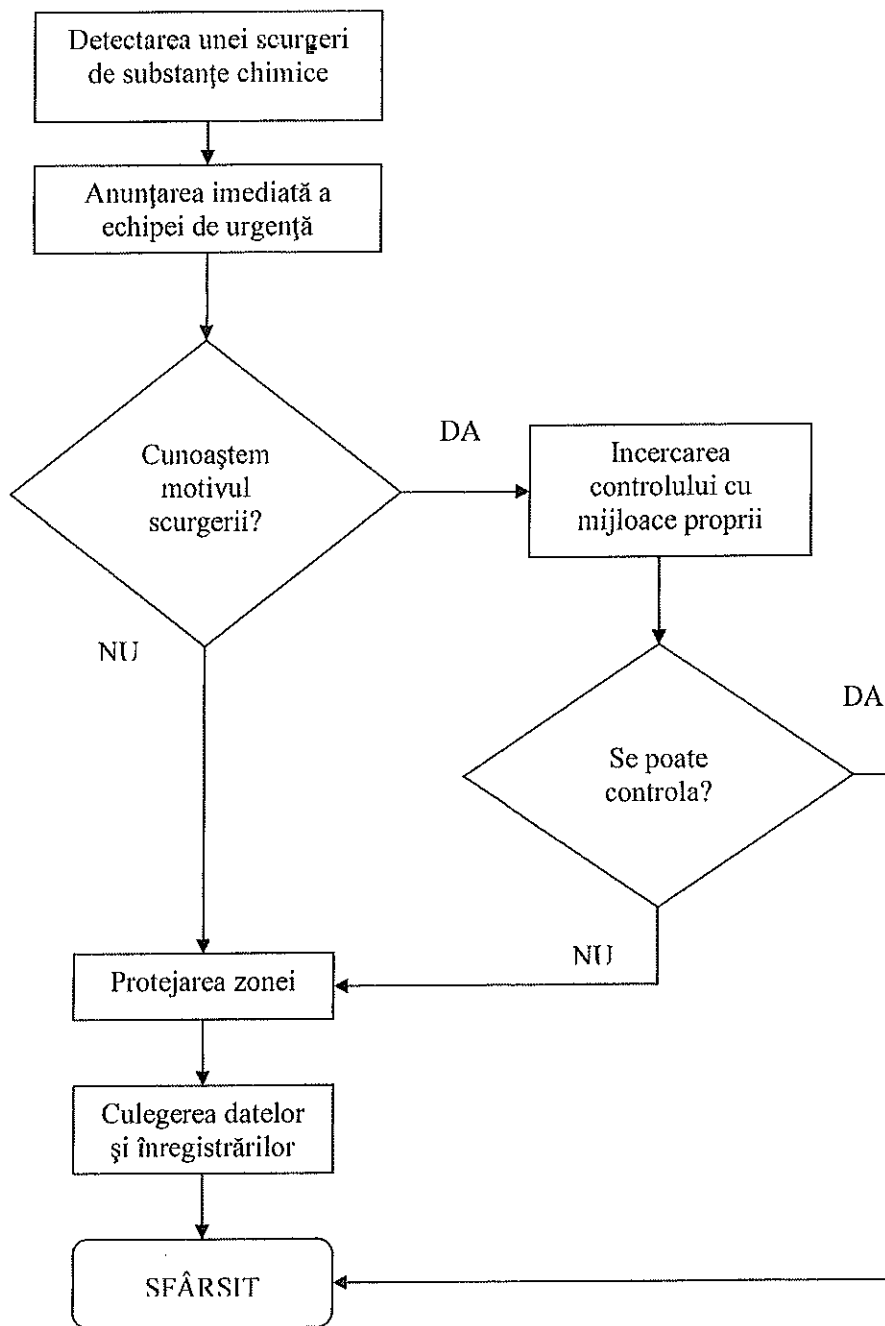 Detectarea unei scurgeri
de substanţe chimice
Anunţarea imediată a
echipei de urgenţă
Cunoaştem
motivul
scurgerii?
DA
Incercarea
controlului cu
mijloace proprii
NU
Se poate
controla?
DA
NU
Protejarea zonei
Culegerea datelor
şi înregistrărilor
SFÂRSIT